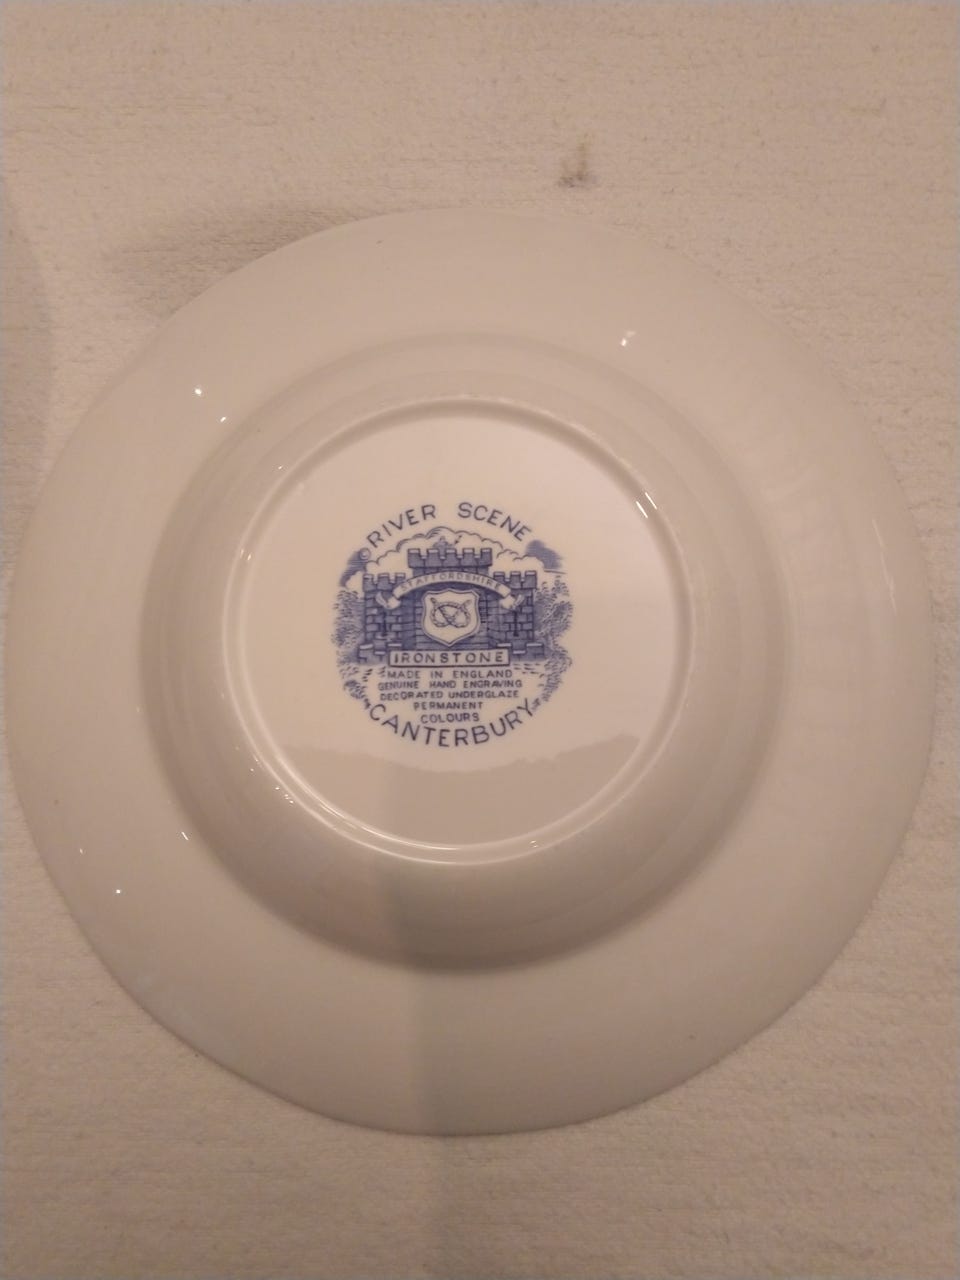 © RIVER SCENE
STAFFORDSHIRE
IRONSTONE
MADE IN ENGLAND
GENUINE HAND ENGRAVING
DECORATED UNDERGLAZE
PERMANENT
COLOURS
CANTERBURY